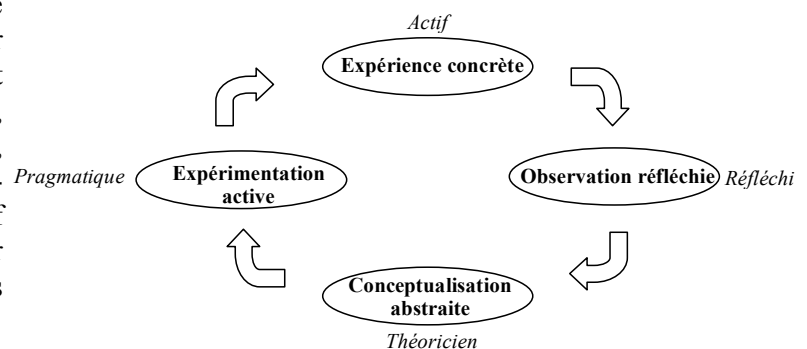 Actif
Expérience concrète
Pragmatique
Expérimentation
active
Observation réfléchie
Réfléchi
Conceptualisation
abstraite
Théoricien